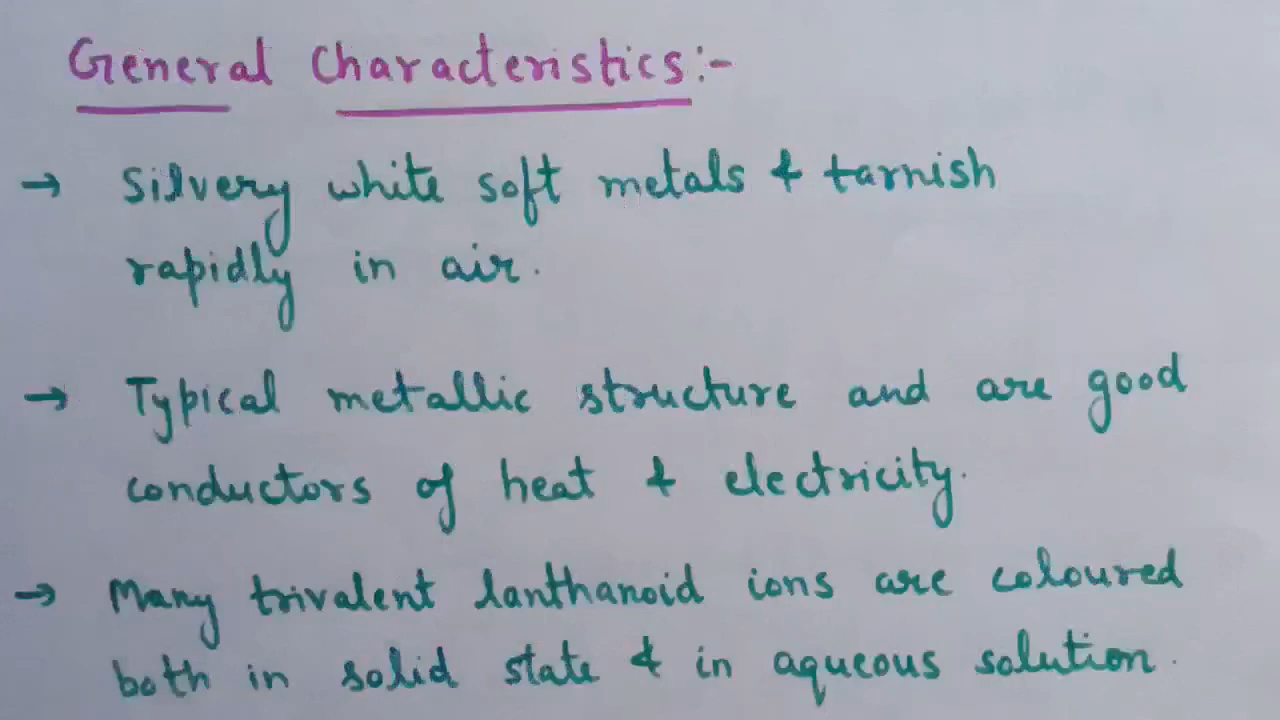 General Characteristics:-
→ Silvery white soft metals & tarnish
rapidly in air.
→ Typical metallic structure and are good
conductors of heat & electricity.
→ Many trivalent lanthanoid ions are coloured
both in solid state & in aqueous solution.